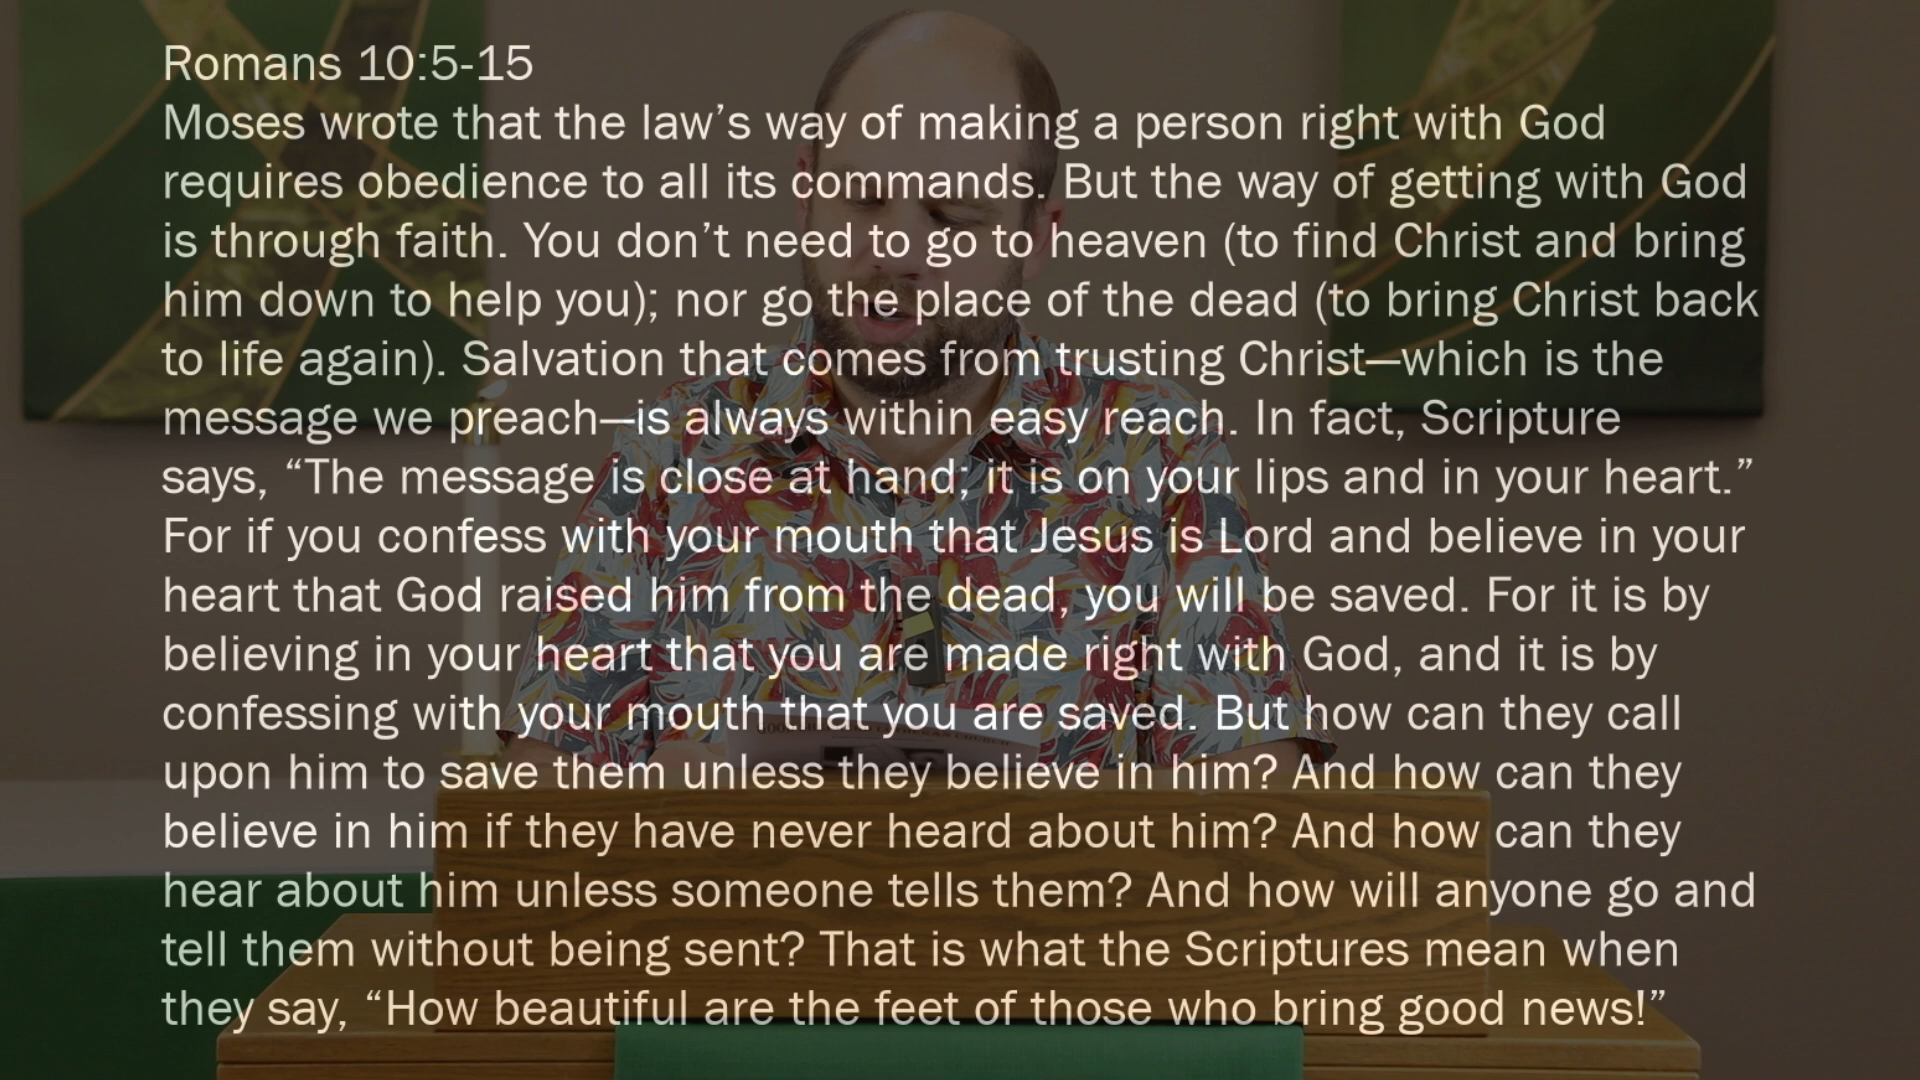 Romans 10:5-15
Moses wrote that the law’s way of making a person right with God
requires obedience to all its commands. But the way of getting with God
is through faith. You don’t need to go to heaven (to find Christ and bring
him down to help you); nor go the place of the dead (to bring Christ back
to life again). Salvation that comes from trusting Christ—which is the
message we preach—is always within easy reach. In fact, Scripture
says, “The message is close at hand; it is on your lips and in your heart.”
For if you confess with your mouth that Jesus is Lord and believe in your
heart that God raised him from the dead, you will be saved. For it is by
believing in your heart that you are made right with God, and it is by
confessing with your mouth that you are saved. But how can they call
upon him to save them unless they believe in him? And how can they
believe in him if they have never heard about him? And how can they
hear about him unless someone tells them? And how will anyone go and
tell them without being sent? That is what the Scriptures mean when
they say, “How beautiful are the feet of those who bring good news!”